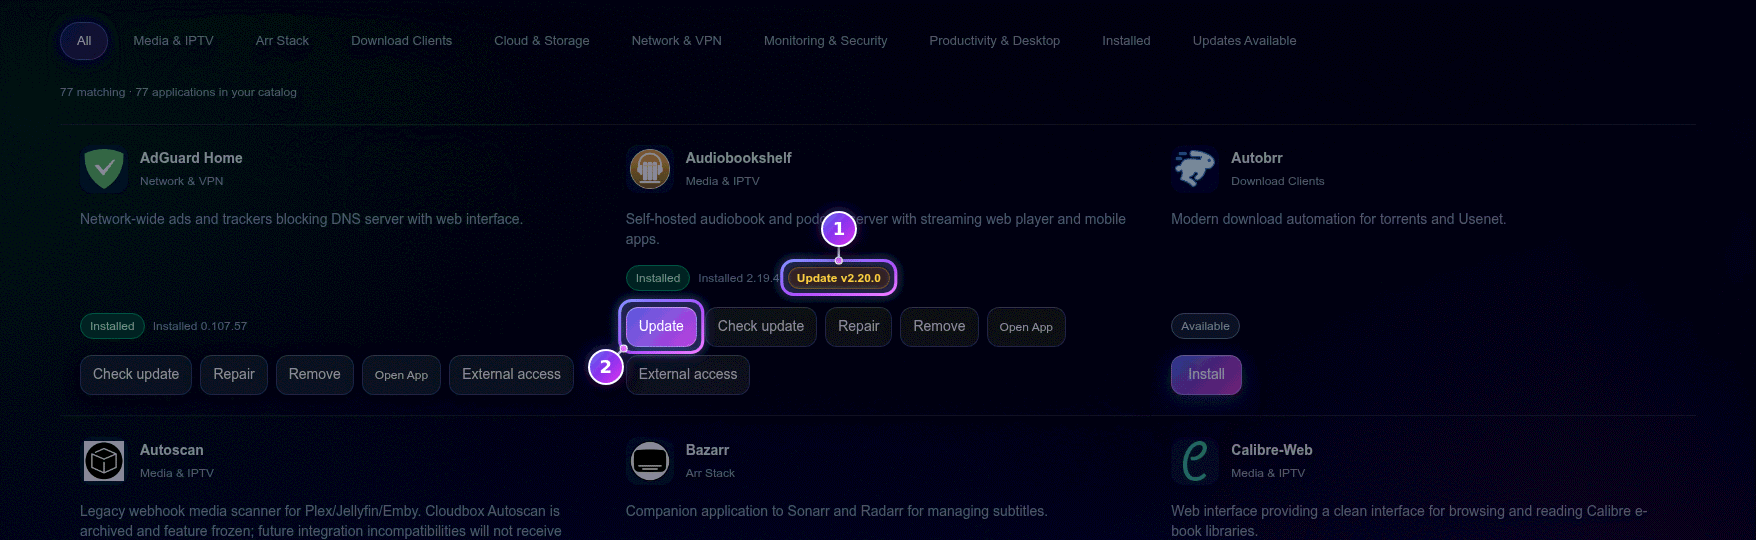 All Media & IPTV Arr Stack Download Clients Cloud & Storage Network & VPN Monitoring & Security Productivity & Desktop Installed Updates Available
77 matching · 77 applications in your catalog
AdGuard Home
Network & VPN
Network-wide ads and trackers blocking DNS server with web interface.
Installed Installed 0.107.57
Check update Repair Remove Open App External access
Audiobookshelf
Media & IPTV
Self-hosted audiobook and server with streaming web player and mobile
apps.
1
Installed Installed 2.19.4 Update v2.20.0
Update Check update Repair Remove Open App
2
External access
Autobrr
Download Clients
Modern download automation for torrents and Usenet.
Available
Install
Autoscan
Media & IPTV
Legacy webhook media scanner for Plex/Jellyfin/Emby. Cloudbox Autoscan is
archived and feature frozen; future integration incompatibilities will not receive
Bazarr
Arr Stack
Companion application to Sonarr and Radarr for managing subtitles.
Calibre-Web
Media & IPTV
Web interface providing a clean interface for browsing and reading Calibre e-
book libraries.